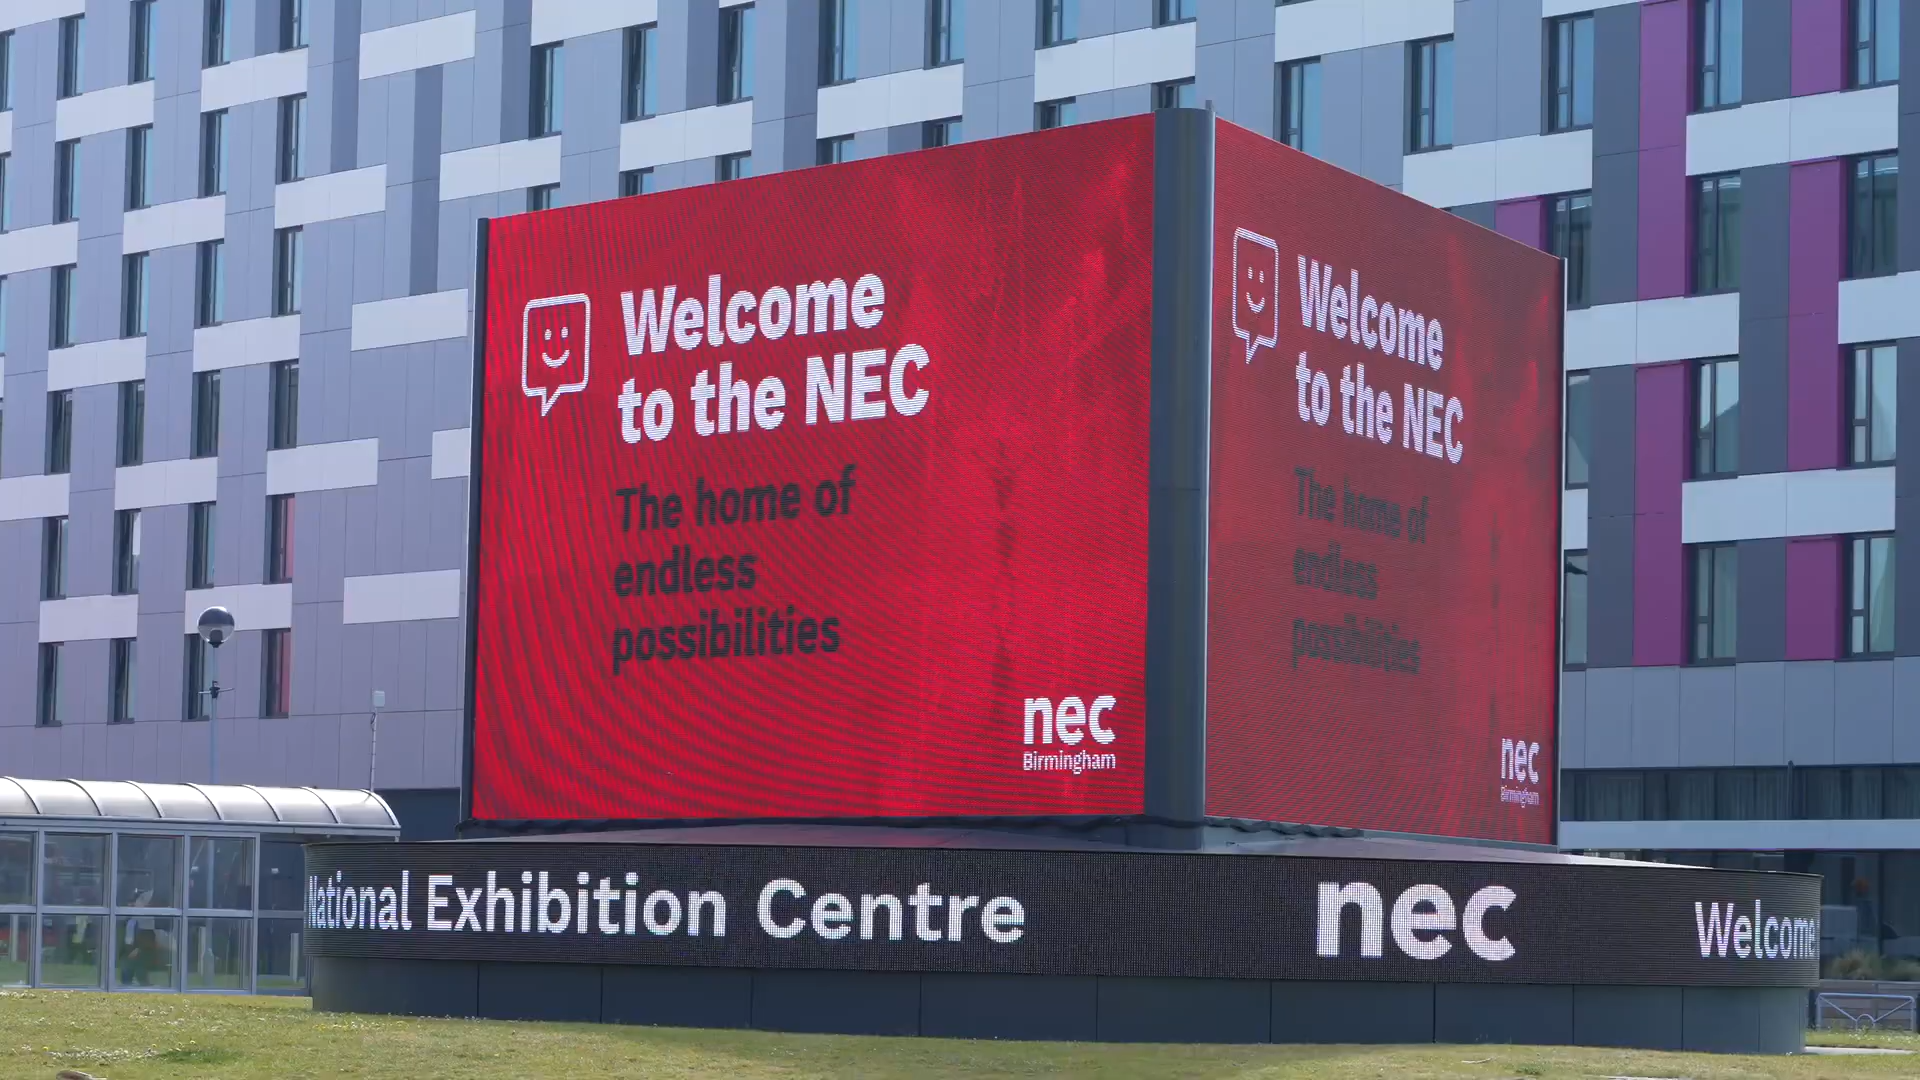 Welcome
to the NEC
The home of
endless
possibilities
nec
Birmingham
Welcome
to the NEC
The home of
endless
possibilities
nec
Birmingham
National Exhibition Centre
nec
Welcome